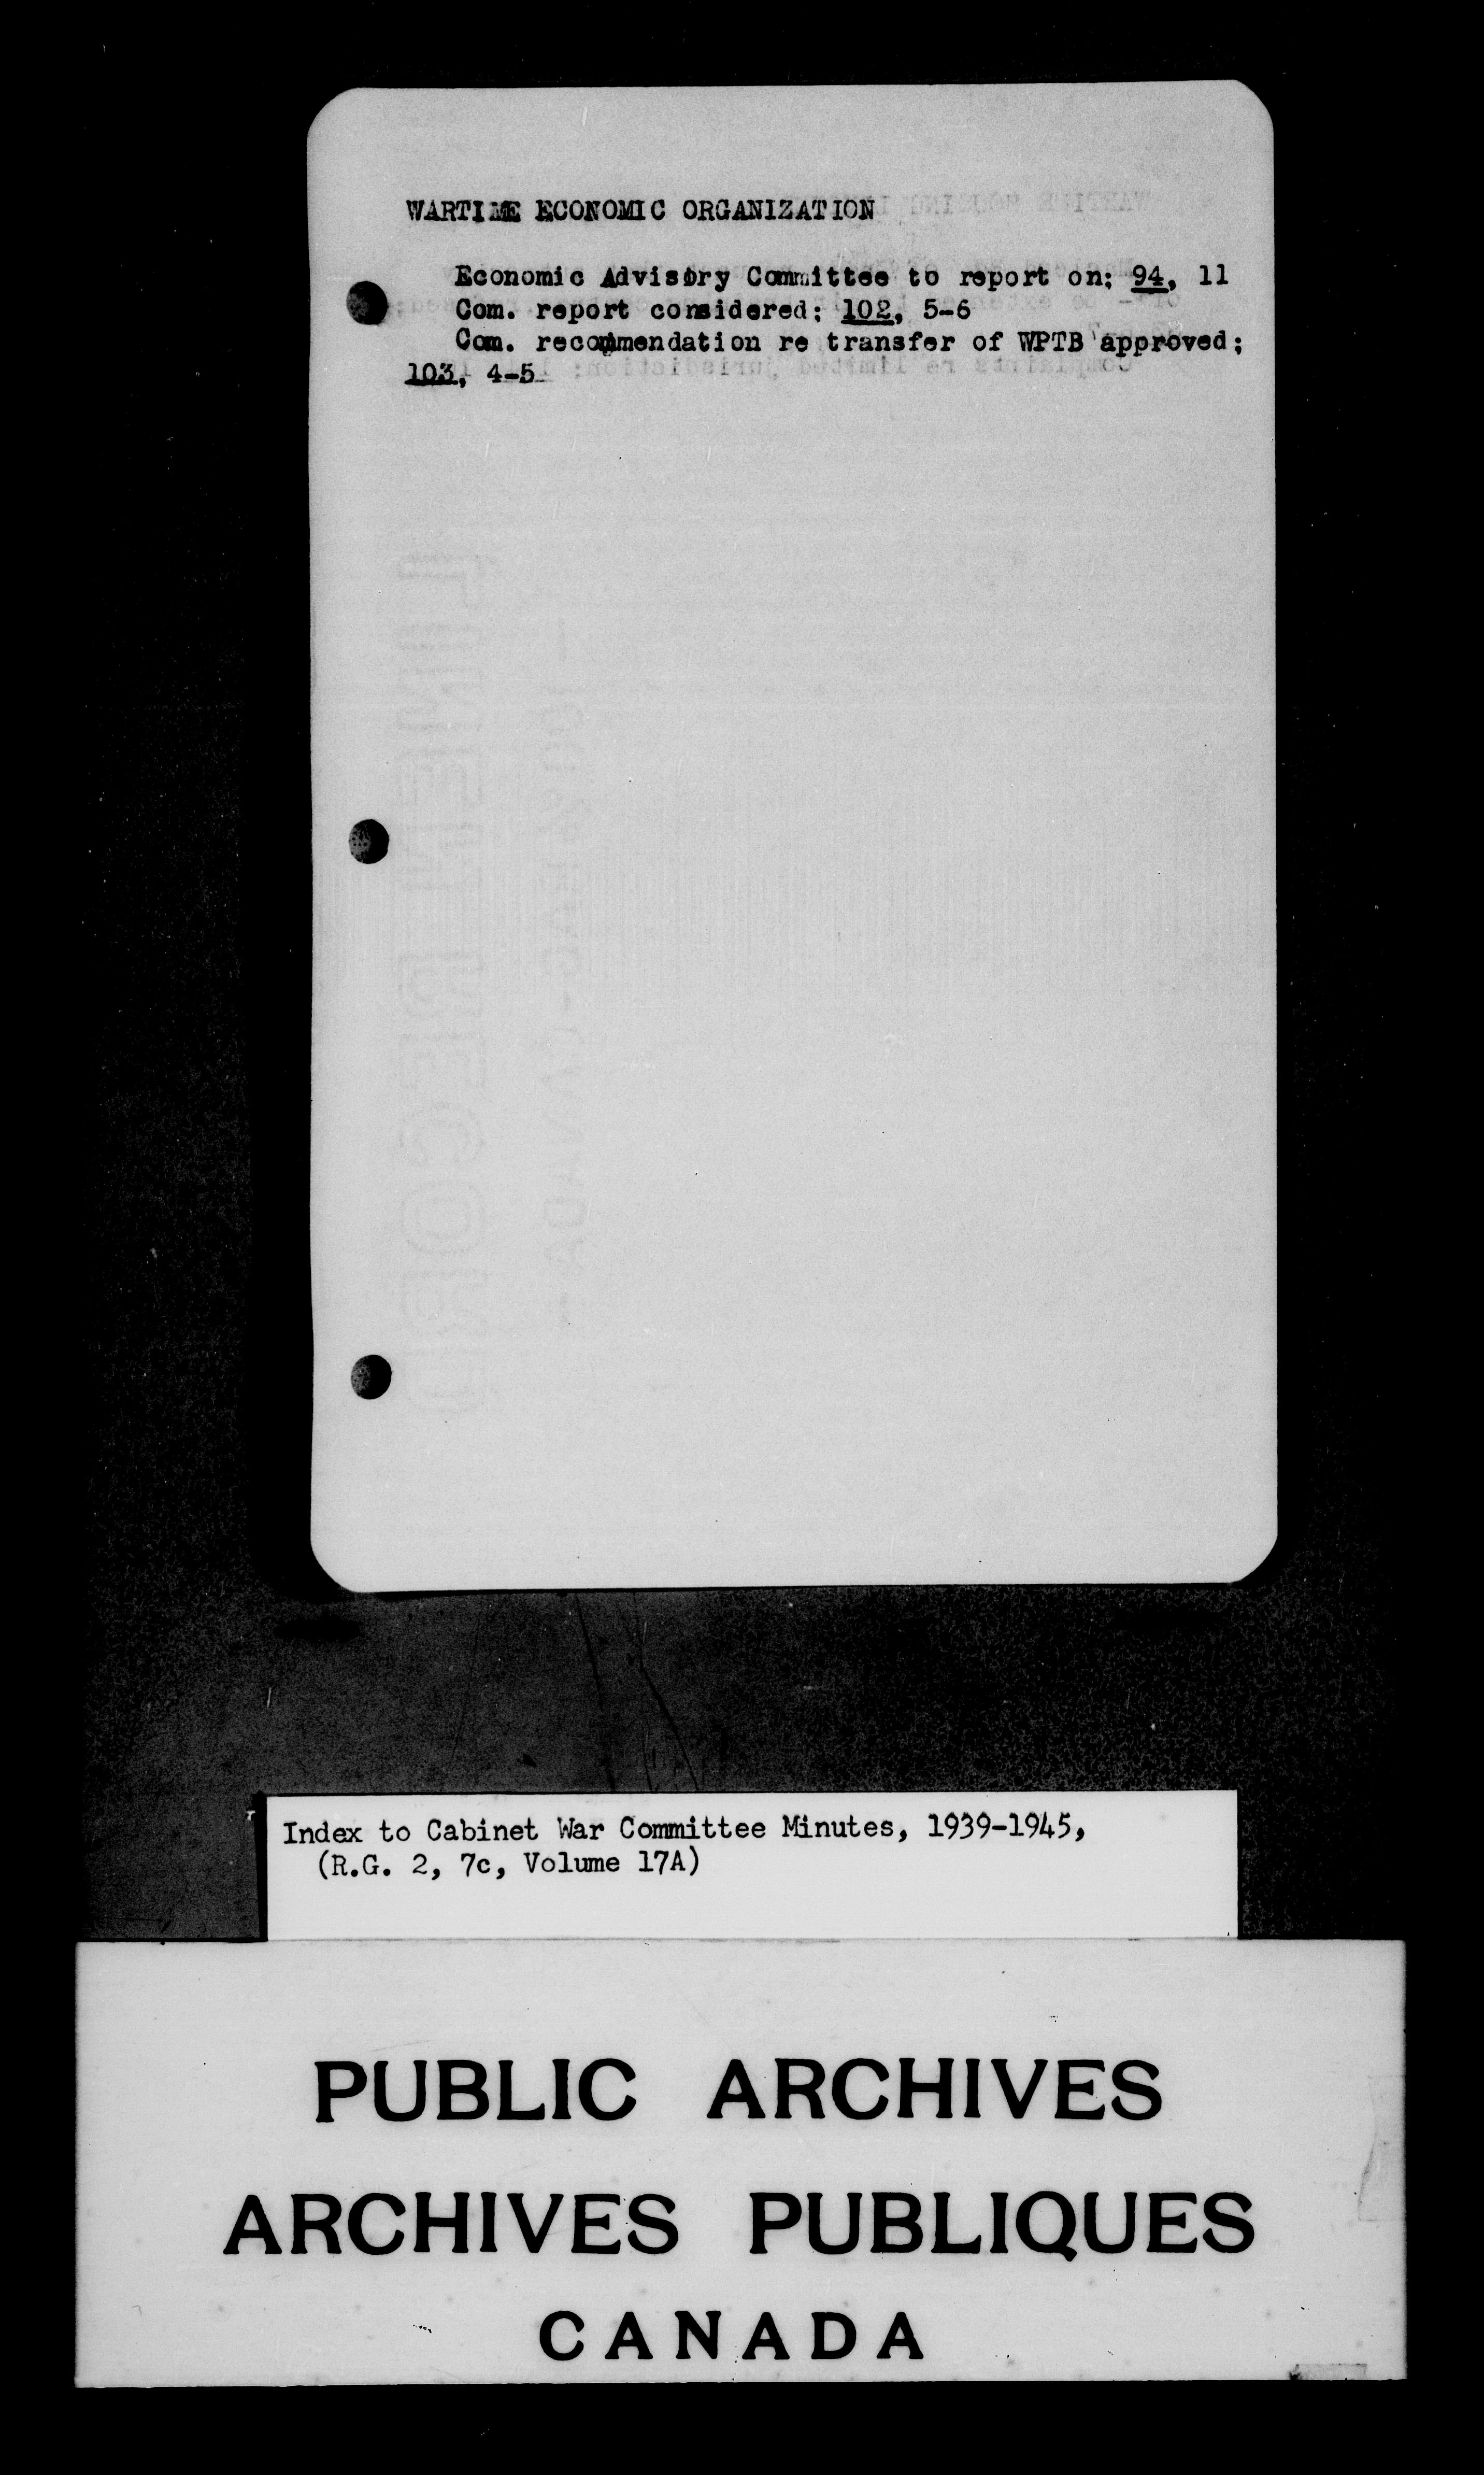 WARTIME ECONOMIC ORGANIZATION
Economic Advisory Committee to report on; 94, 11
Com. report considered; 102, 5-6
Com. recommendation re transfer of WPTB approved;
103, 4-5
Index to Cabinet War Committee Minutes, 1939-1945,
(R.G. 2, 7c, Volume 17A)
PUBLIC ARCHIVES
ARCHIVES PUBLIQUES
CANADA